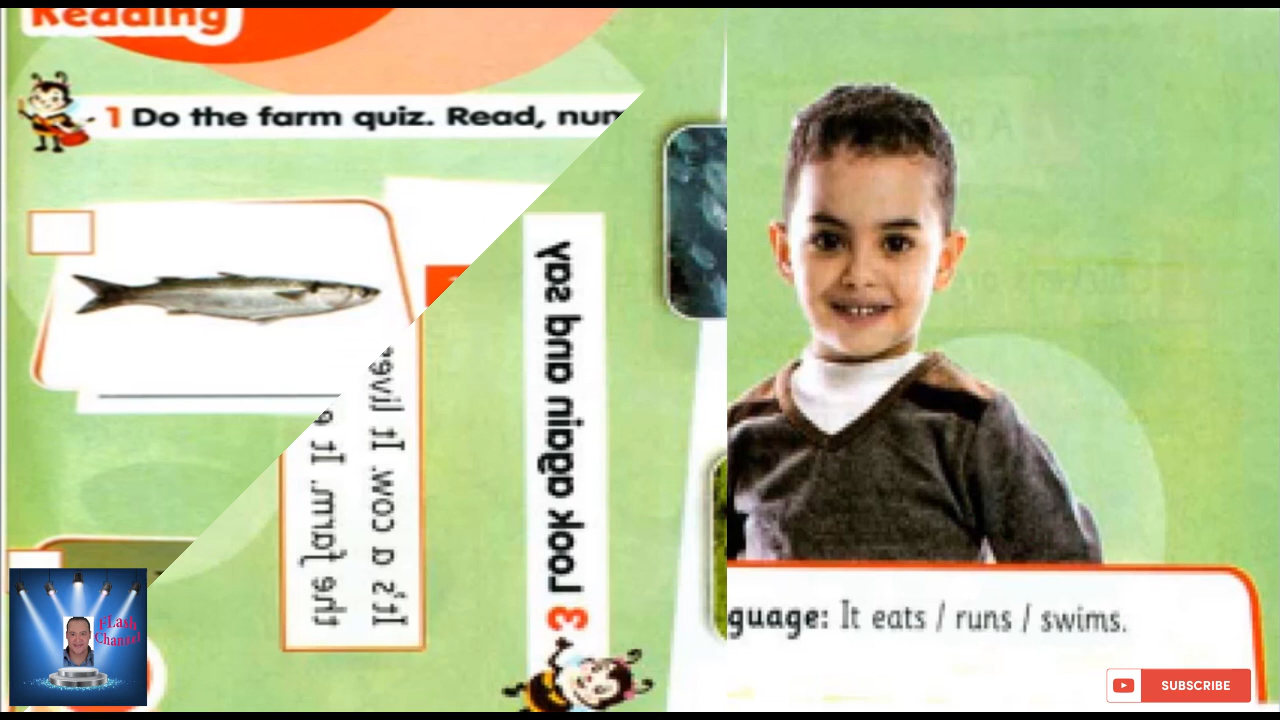 Reading
1 Do the farm quiz. Read, num
3 Look again and say
It's a cow. It lives
the farm. It
guage: It eats / runs / swims.
FLash
Channel
SUBSCRIBE